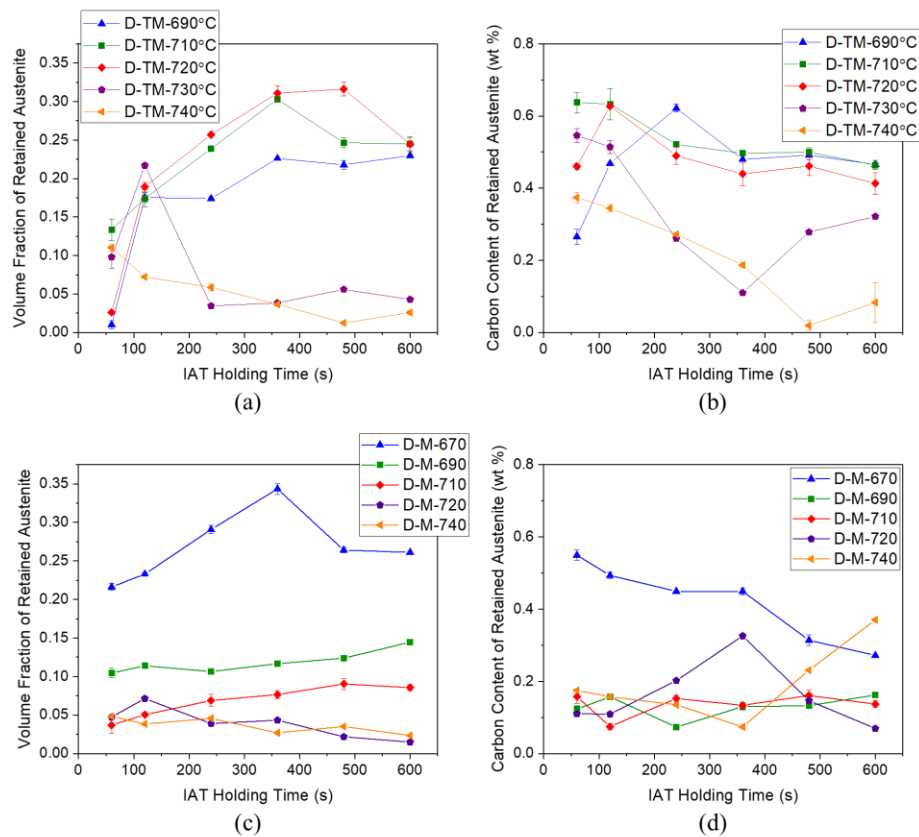 (a)
D-TM-690°C
D-TM-710°C
D-TM-720°C
D-TM-730°C
D-TM-740°C
Volume Fraction of Retained Austenite
0.35
0.30
0.25
0.20
0.15
0.10
0.05
0.00
0 100 200 300 400 500 600
IAT Holding Time (s)
(b)
D-TM-690°C
D-TM-710°C
D-TM-720°C
D-TM-730°C
D-TM-740°C
Carbon Content of Retained Austenite (wt %)
0.8
0.6
0.4
0.2
0.0
0 100 200 300 400 500 600
IAT Holding Time (s)
(c)
D-M-670
D-M-690
D-M-710
D-M-720
D-M-740
Volume Fraction of Retained Austenite
0.35
0.30
0.25
0.20
0.15
0.10
0.05
0.00
0 100 200 300 400 500 600
IAT Holding Time (s)
(d)
D-M-670
D-M-690
D-M-710
D-M-720
D-M-740
Carbon Content of Retained Austenite (wt %)
0.8
0.6
0.4
0.2
0.0
0 100 200 300 400 500 600
IAT Holding Time (s)